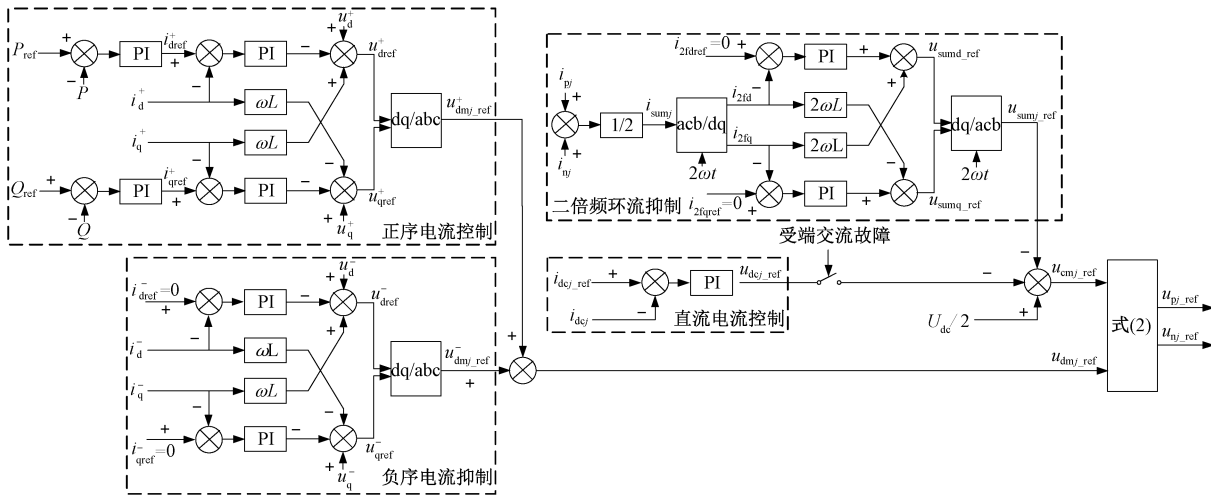 P_ref + − P PI i_dref^+ + − PI − + u_d^+ u_dref^+
i_d^+ ωL +
i_q^+ ωL −
Q_ref + − Q PI i_qref^+ + − PI − + u_q^+ u_qref^+
dq/abc u_dmj_ref^+
正序电流控制
i_dref^-=0 + − PI − + u_d^- u_dref^-
i_d^- ωL +
i_q^- ωL −
i_qref^-=0 + − PI − + u_q^- u_qref^-
dq/abc u_dmj_ref^- + +
负序电流抑制
i_pj + i_nj + 1/2 i_sumj acb/dq 2ωt
i_2fdref=0 + − PI + u_sumd_ref
i_2fd 2ωL +
i_2fq 2ωL −
i_2fqref=0 + − PI + u_sumq_ref
dq/acb 2ωt u_sumj_ref
二倍频环流抑制
受端交流故障
i_dcj_ref + − i_dcj PI u_dcj_ref
直流电流控制
− − + U_dc/2 u_cmj_ref
u_dmj_ref
式(2)
u_pj_ref
u_nj_ref